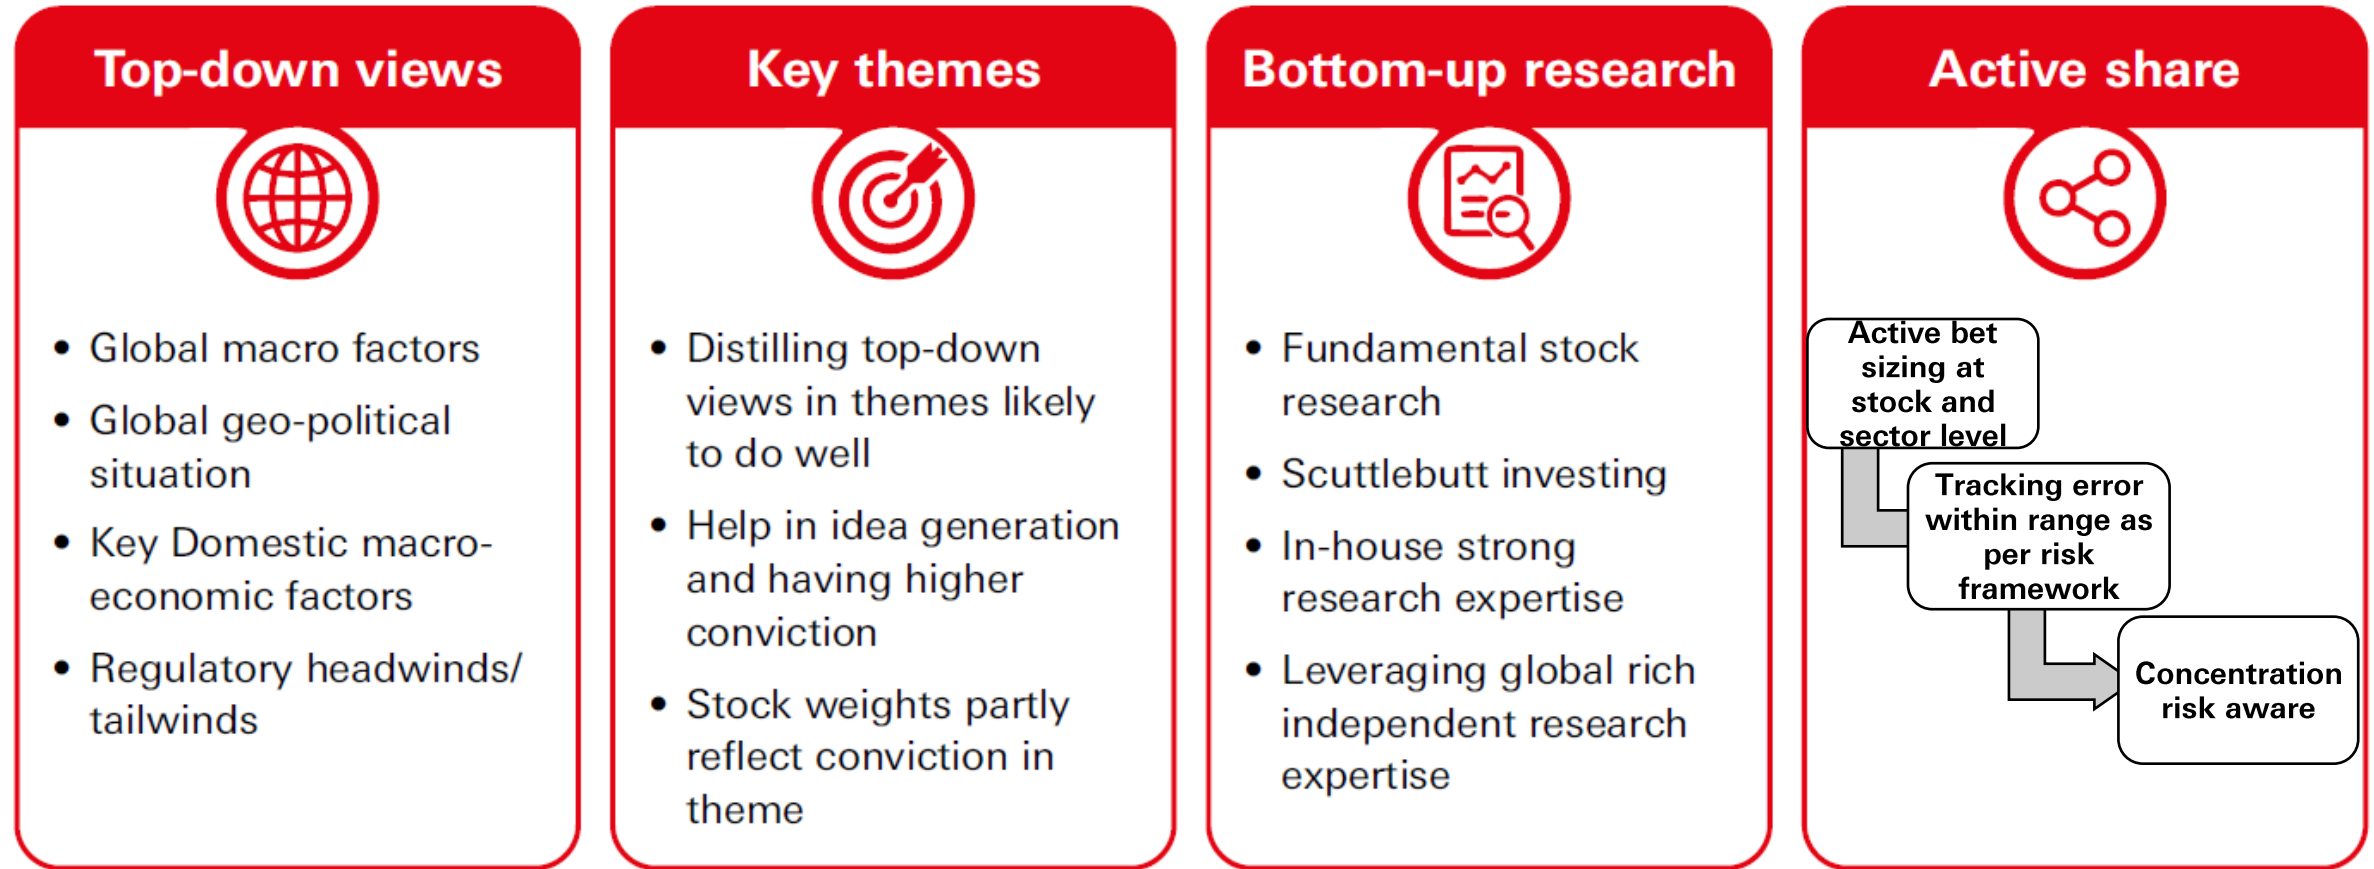 Top-down views
• Global macro factors
• Global geo-political
situation
• Key Domestic macro-
economic factors
• Regulatory headwinds/
tailwinds
Key themes
• Distilling top-down
views in themes likely
to do well
• Help in idea generation
and having higher
conviction
• Stock weights partly
reflect conviction in
theme
Bottom-up research
• Fundamental stock
research
• Scuttlebutt investing
• In-house strong
research expertise
• Leveraging global rich
independent research
expertise
Active share
Active bet
sizing at
stock and
sector level
Tracking error
within range as
per risk
framework
Concentration
risk aware